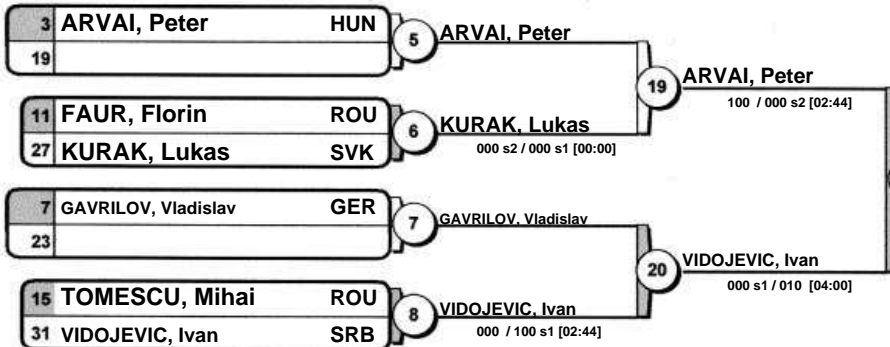 3 ARVAI, Peter HUN
19
5 ARVAI, Peter
11 FAUR, Florin ROU
27 KURAK, Lukas SVK
6 KURAK, Lukas
000 s2 / 000 s1 [00:00]
19 ARVAI, Peter
100 / 000 s2 [02:44]
7 GAVRILOV, Vladislav GER
23
7 GAVRILOV, Vladislav
15 TOMESCU, Mihai ROU
31 VIDOJEVIC, Ivan SRB
8 VIDOJEVIC, Ivan
000 / 100 s1 [02:44]
20 VIDOJEVIC, Ivan
000 s1 / 010 [04:00]